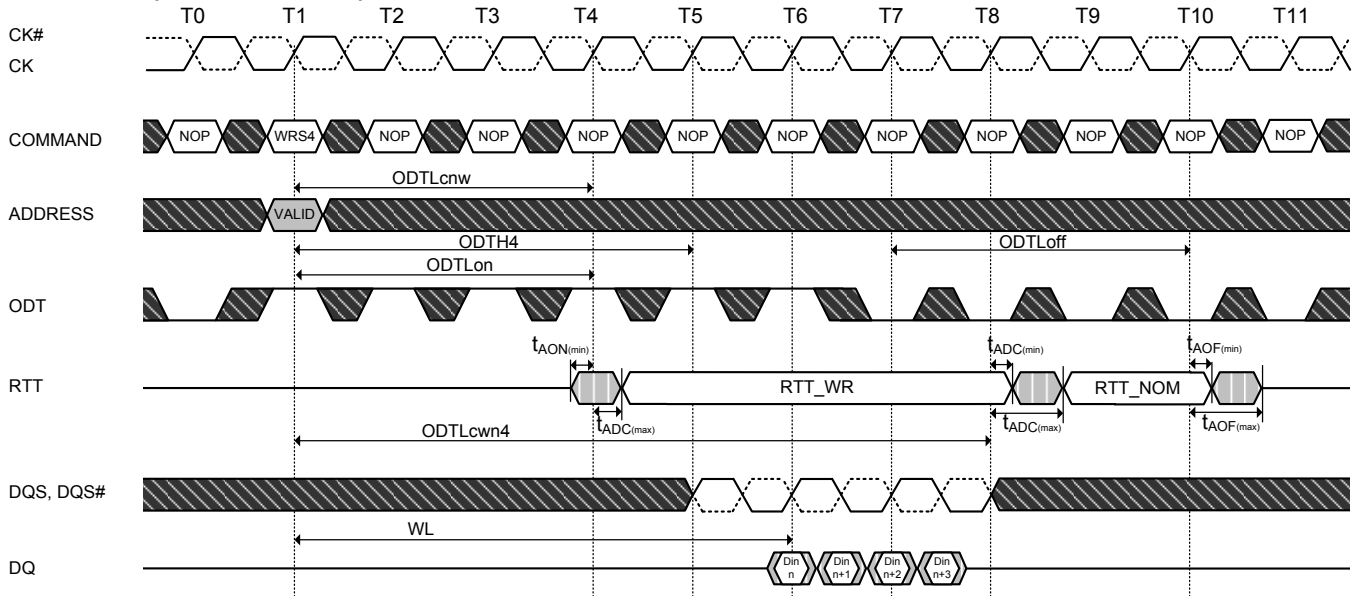 T0 T1 T2 T3 T4 T5 T6 T7 T8 T9 T10 T11
CK#
CK
COMMAND NOP WRS4 NOP NOP NOP NOP NOP NOP NOP NOP NOP NOP
ODTLcnw
ADDRESS VALID
ODTH4 ODTLoff
ODTLon
ODT
tAON(min) tADC(min) tAOF(min)
RTT RTT_WR RTT_NOM
tADC(max) tADC(max) tAOF(max)
ODTLcwn4
DQS, DQS#
WL
DQ Din n Din n+1 Din n+2 Din n+3